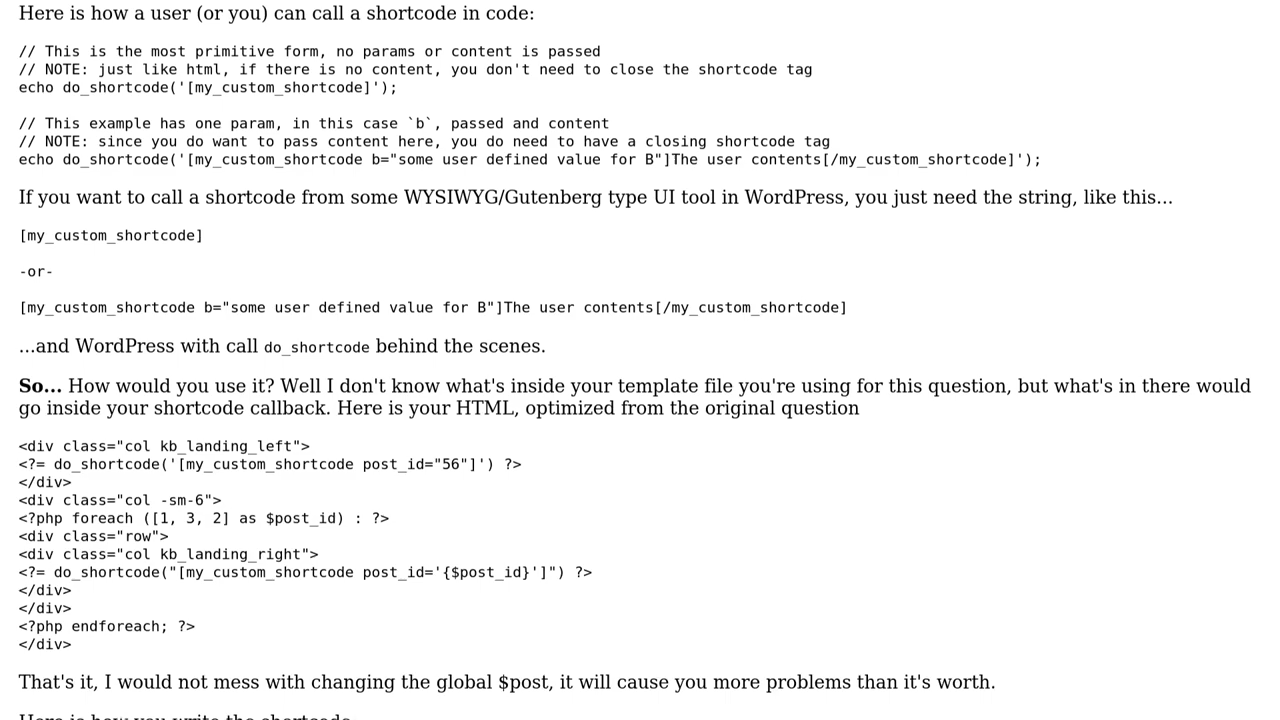 Here is how a user (or you) can call a shortcode in code:
// This is the most primitive form, no params or content is passed
// NOTE: just like html, if there is no content, you don't need to close the shortcode tag
echo do_shortcode('[my_custom_shortcode]');
// This example has one param, in this case `b`, passed and content
// NOTE: since you do want to pass content here, you do need to have a closing shortcode tag
echo do_shortcode('[my_custom_shortcode b="some user defined value for B"]The user contents[/my_custom_shortcode]');
If you want to call a shortcode from some WYSIWYG/Gutenberg type UI tool in WordPress, you just need the string, like this...
[my_custom_shortcode]
-or-
[my_custom_shortcode b="some user defined value for B"]The user contents[/my_custom_shortcode]
...and WordPress with call do_shortcode behind the scenes.
So... How would you use it? Well I don't know what's inside your template file you're using for this question, but what's in there would
go inside your shortcode callback. Here is your HTML, optimized from the original question
<div class="col kb_landing_left">
<?= do_shortcode('[my_custom_shortcode post_id="56"]') ?>
</div>
<div class="col -sm-6">
<?php foreach ([1, 3, 2] as $post_id) : ?>
<div class="row">
<div class="col kb_landing_right">
<?= do_shortcode("[my_custom_shortcode post_id='{$post_id}']") ?>
</div>
</div>
<?php endforeach; ?>
</div>
That's it, I would not mess with changing the global $post, it will cause you more problems than it's worth.
Here is how you write the shortcode: